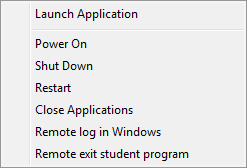 Launch Application
Power On
Shut Down
Restart
Close Applications
Remote log in Windows
Remote exit student program